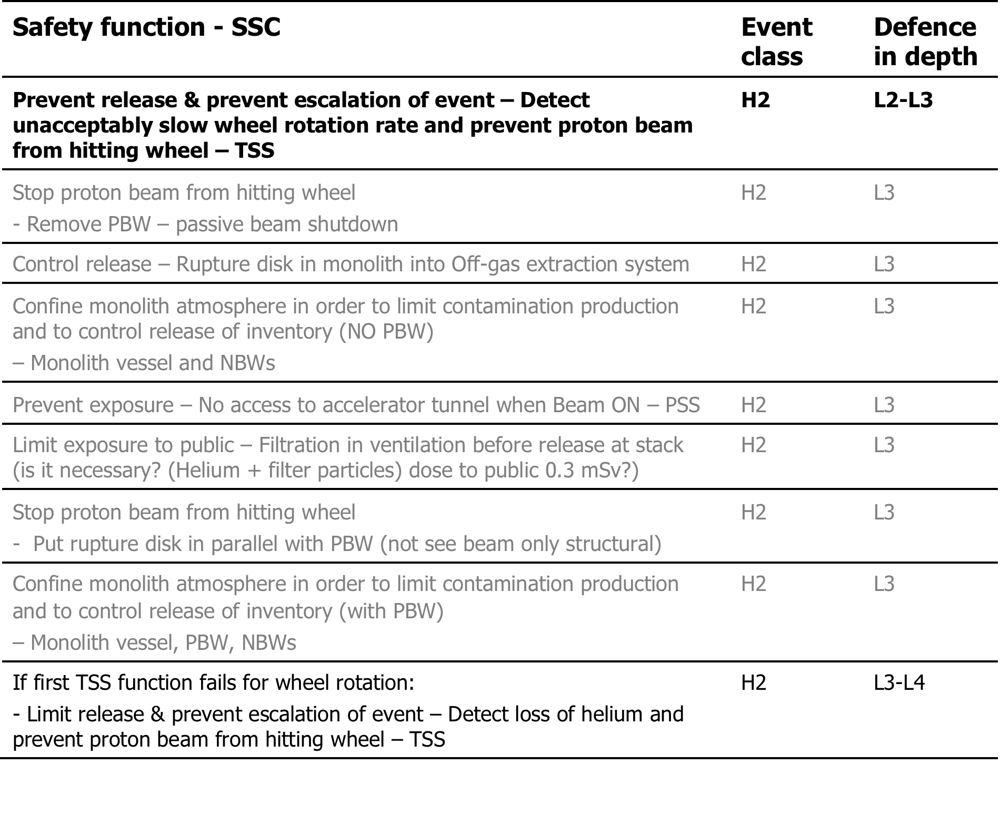 Safety function - SSC
Event class
Defence in depth
Prevent release & prevent escalation of event – Detect
unacceptably slow wheel rotation rate and prevent proton beam
from hitting wheel – TSS
H2
L2-L3
Stop proton beam from hitting wheel
- Remove PBW – passive beam shutdown
H2
L3
Control release – Rupture disk in monolith into Off-gas extraction system
H2
L3
Confine monolith atmosphere in order to limit contamination production
and to control release of inventory (NO PBW)
– Monolith vessel and NBWs
H2
L3
Prevent exposure – No access to accelerator tunnel when Beam ON – PSS
H2
L3
Limit exposure to public – Filtration in ventilation before release at stack
(is it necessary? (Helium + filter particles) dose to public 0.3 mSv?)
H2
L3
Stop proton beam from hitting wheel
- Put rupture disk in parallel with PBW (not see beam only structural)
H2
L3
Confine monolith atmosphere in order to limit contamination production
and to control release of inventory (with PBW)
– Monolith vessel, PBW, NBWs
H2
L3
If first TSS function fails for wheel rotation:
- Limit release & prevent escalation of event – Detect loss of helium and
prevent proton beam from hitting wheel – TSS
H2
L3-L4